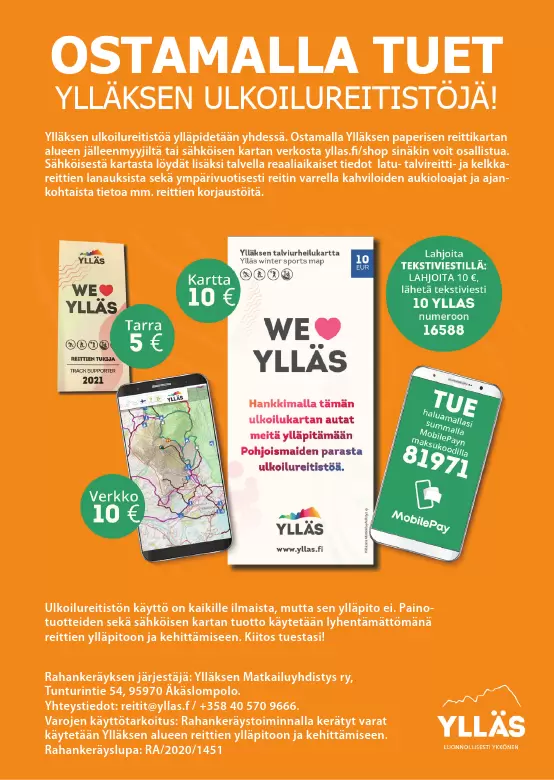 OSTAMALLA TUET
YLLÄKSEN ULKOILUREITISTÖJÄ!
Ylläksen ulkoilureitistöä ylläpidetään yhdessä. Ostamalla Ylläksen paperisen reittikartan
alueen jälleenmyyjiltä tai sähköisen kartan verkosta yllas.fi/shop sinäkin voit osallistua.
Sähköisestä kartasta löydät lisäksi talvella reaaliaikaiset tiedot latu- talvireitti- ja kelkka-
reittien lanauksista sekä ympärivuotisesti reitin varrella kahviloiden aukioloajat ja ajan-
kohtaista tietoa mm. reittien korjaustöitä.
WE
YLLÄS
REITTIEN TUKIJA
TRACK SUPPORTER
2021
Tarra
5 €
Kartta
10 €
Ylläksen talviurheilukartta
Ylläs winter sports map
10
EUR
WE
YLLÄS
Hankkimalla tämän
ulkoilukartan autat
meitä ylläpitämään
Pohjoismaiden parasta
ulkoilureitistöä.
YLLÄS
www.yllas.fi
Lahjoita
TEKSTIVIESTILLÄ:
LAHJOITA 10 €,
lähetä tekstiviesti
10 YLLAS
numeroon
16588
Verkko
10 €
TUE
haluamallasi
summalla
MobilePayn
maksukoodilla
81971
MobilePay
Ulkoilureitistön käyttö on kaikille ilmaista, mutta sen ylläpito ei. Paino-
tuotteiden sekä sähköisen kartan tuotto käytetään lyhentämättömänä
reittien ylläpitoon ja kehittämiseen. Kiitos tuestasi!
Rahankeräyksen järjestäjä: Ylläksen Matkailuyhdistys ry,
Tunturintie 54, 95970 Äkäslompolo.
Yhteystiedot: reitit@yllas.f / +358 40 570 9666.
Varojen käyttötarkoitus: Rahankeräystoiminnalla kerätyt varat
käytetään Ylläksen alueen reittien ylläpitoon ja kehittämiseen.
Rahankeräyslupa: RA/2020/1451
YLLÄS
LUONNOLLISESTI YKKÖNEN